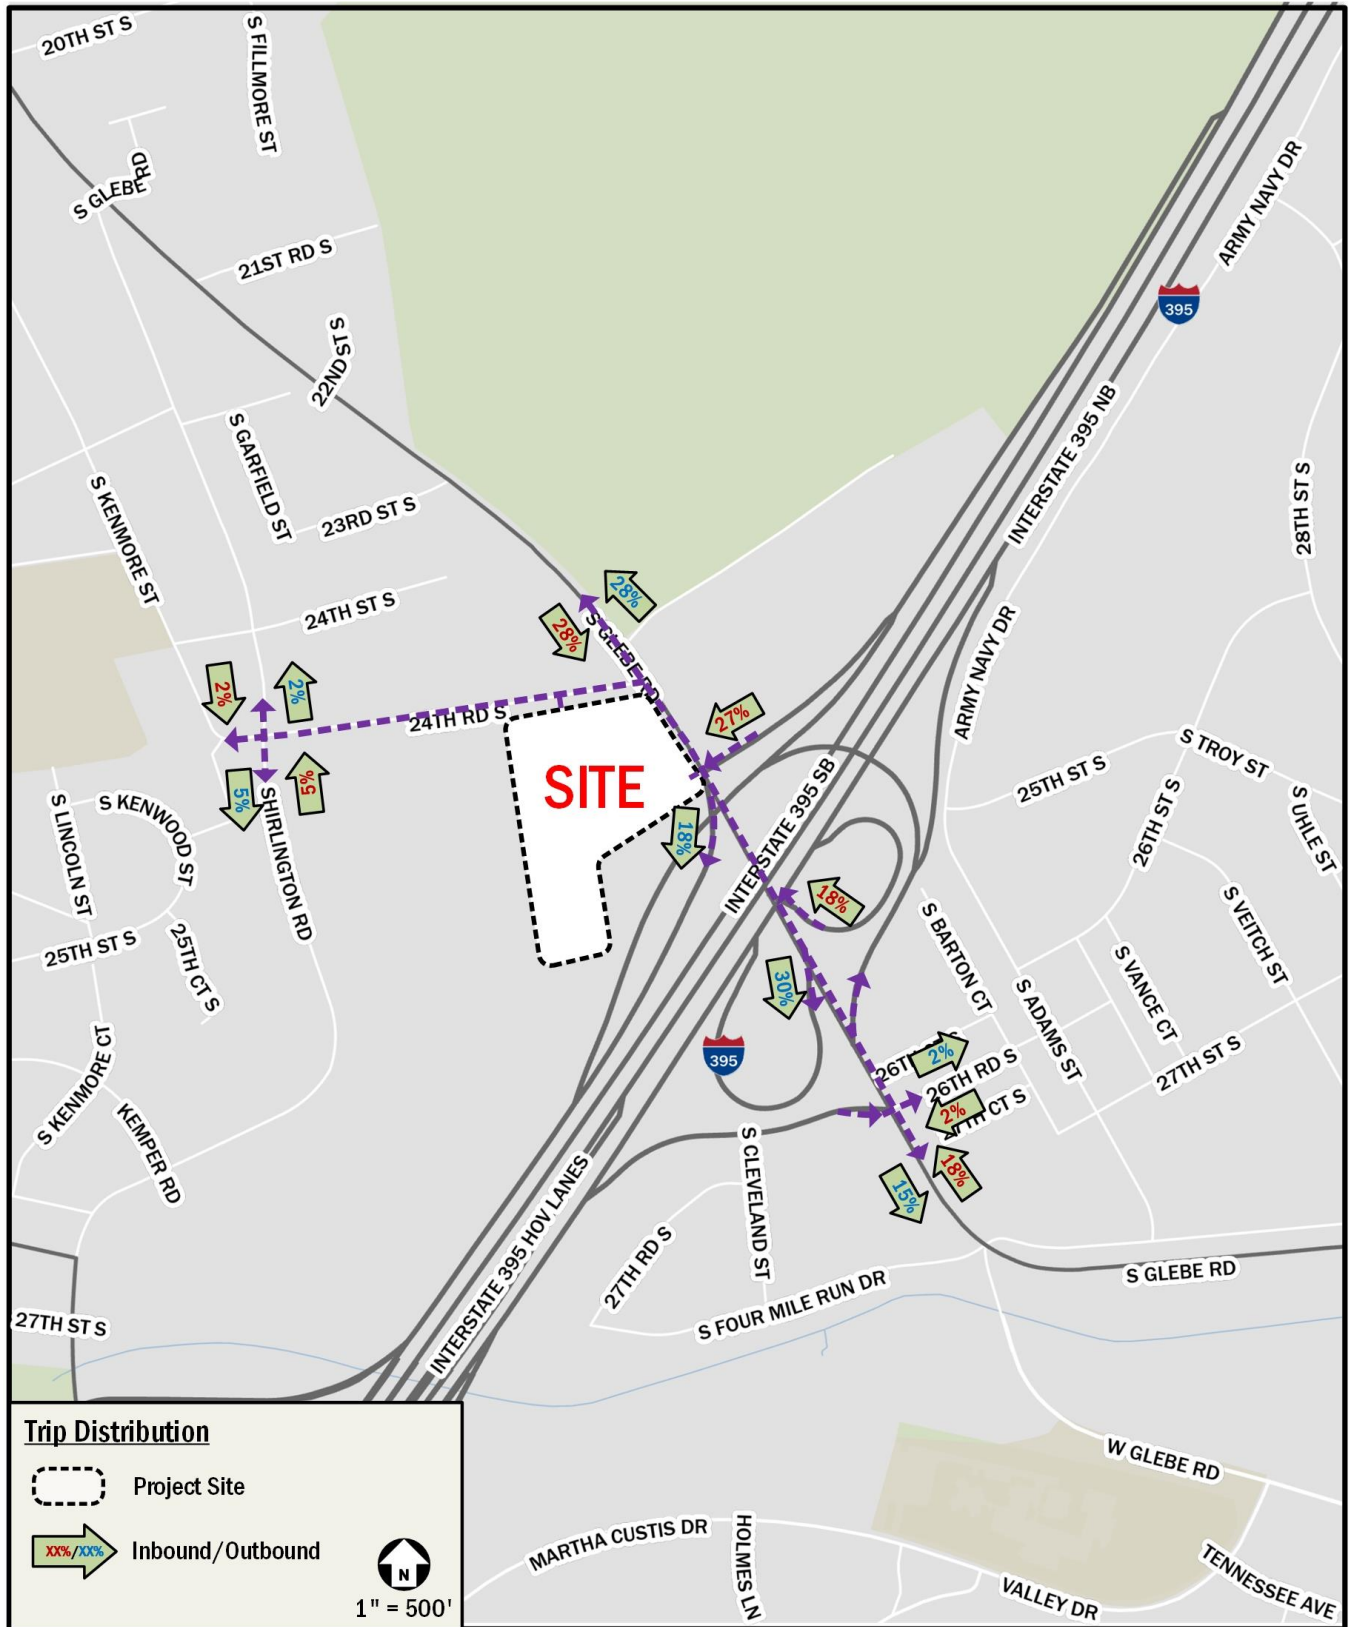 20TH ST S
S FILLMORE ST
S GLEBE RD
21ST RD S
22ND ST S
ARMY NAVY DR
395
INTERSTATE 395 NB
S GARFIELD ST
23RD ST S
S KENMORE ST
28TH ST S
24TH ST S
28%
28%
S GLEBE RD
ARMY NAVY DR
2%
2%
24TH RD S
27%
SITE
INTERSTATE 395 SB
S TROY ST
25TH ST S
26TH ST S
S UHLE ST
5%
5%
S KENWOOD ST
S LINCOLN ST
SHIRLINGTON RD
18%
18%
25TH ST S
25TH CT S
S BARTON CT
S VEITCH ST
S VANCE CT
S ADAMS ST
30%
395
27TH ST S
2%
26TH RD S
2%
S KENMORE CT
KEMPER RD
S CLEVELAND ST
18%
15%
INTERSTATE 395 HOV LANES
27TH RD S
S FOUR MILE RUN DR
S GLEBE RD
27TH ST S
Trip Distribution
Project Site
XX%/XX%
Inbound/Outbound
N
1" = 500'
W GLEBE RD
MARTHA CUSTIS DR
HOLMES LN
VALLEY DR
TENNESSEE AVE